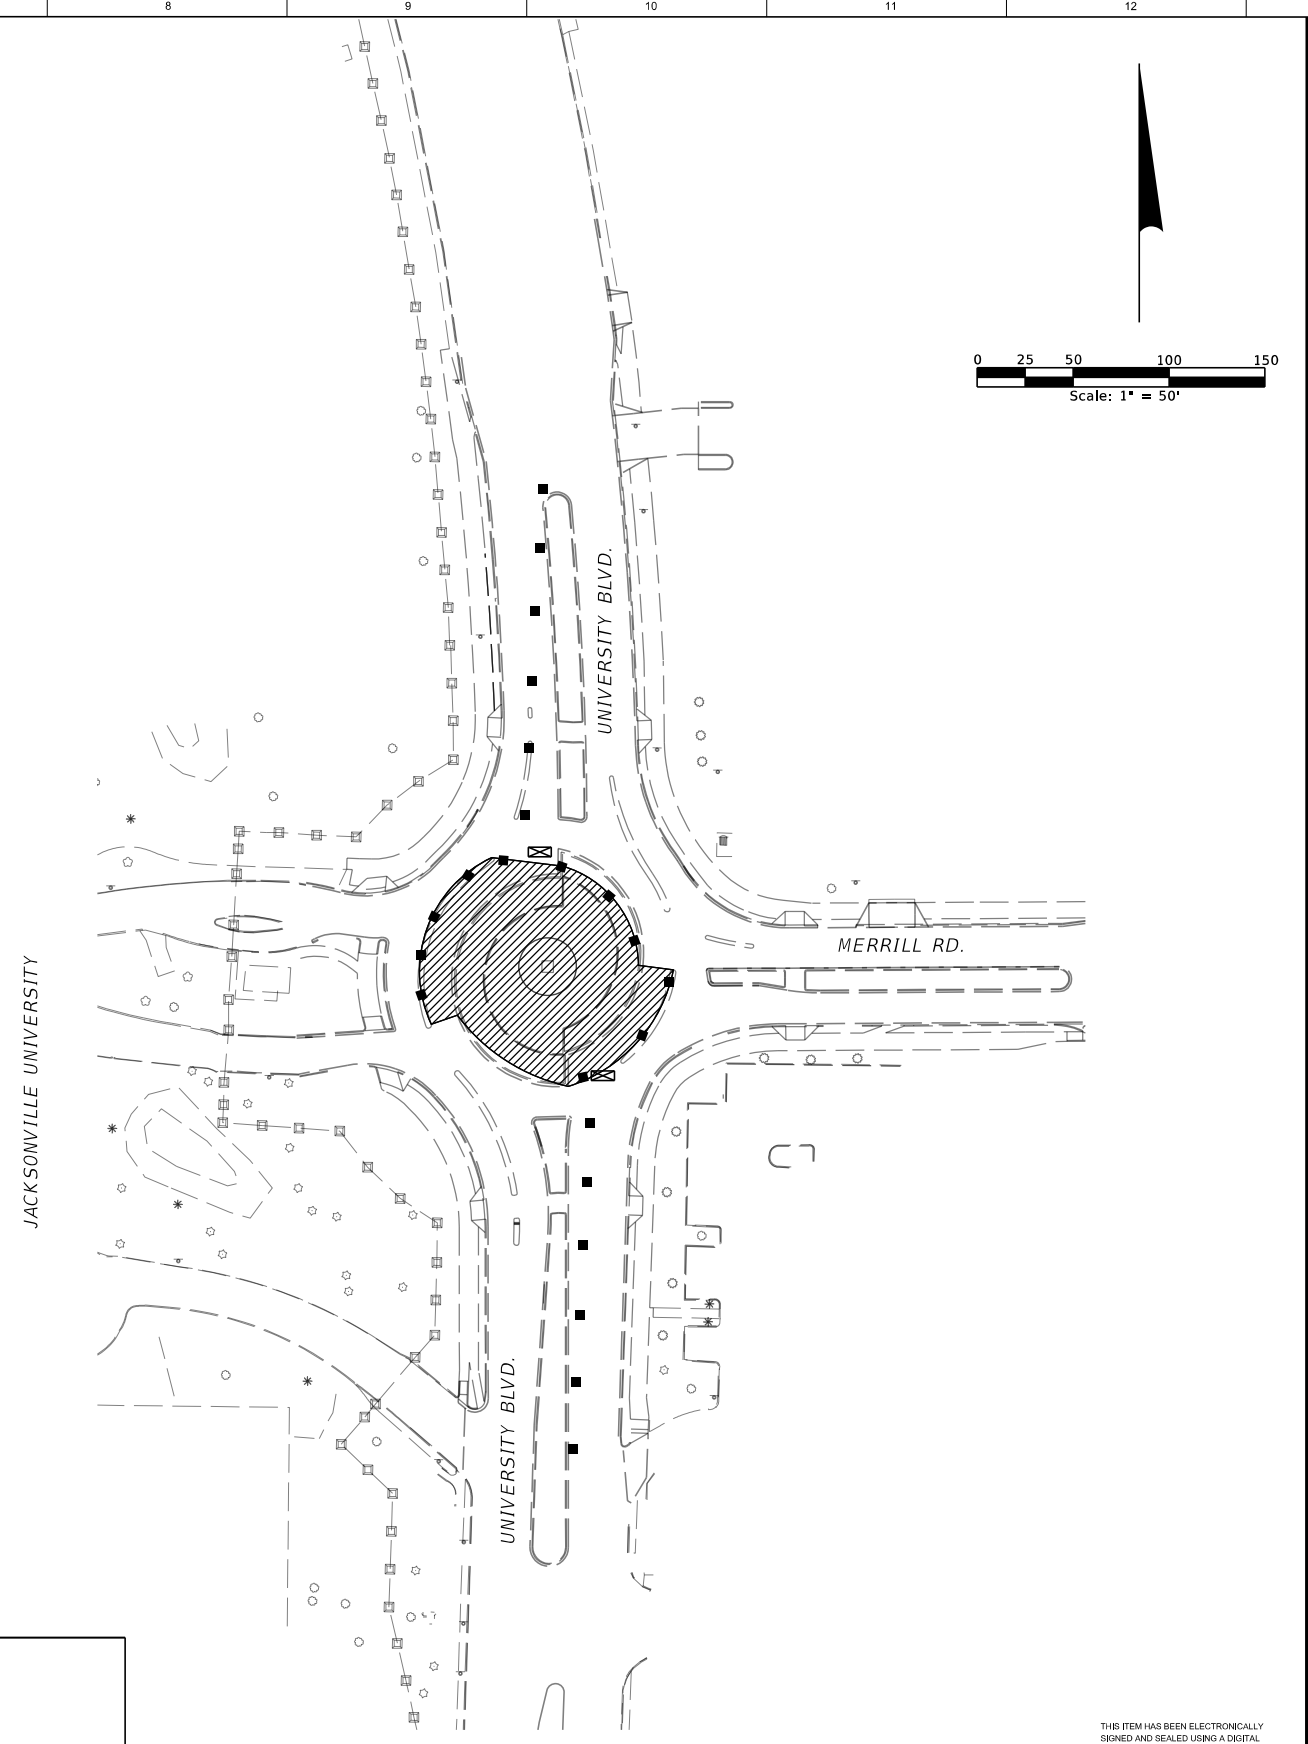 8 9 10 11 12
0 25 50 100 150
Scale: 1" = 50'
UNIVERSITY BLVD.
MERRILL RD.
JACKSONVILLE UNIVERSITY
UNIVERSITY BLVD.
THIS ITEM HAS BEEN ELECTRONICALLY
SIGNED AND SEALED USING A DIGITAL